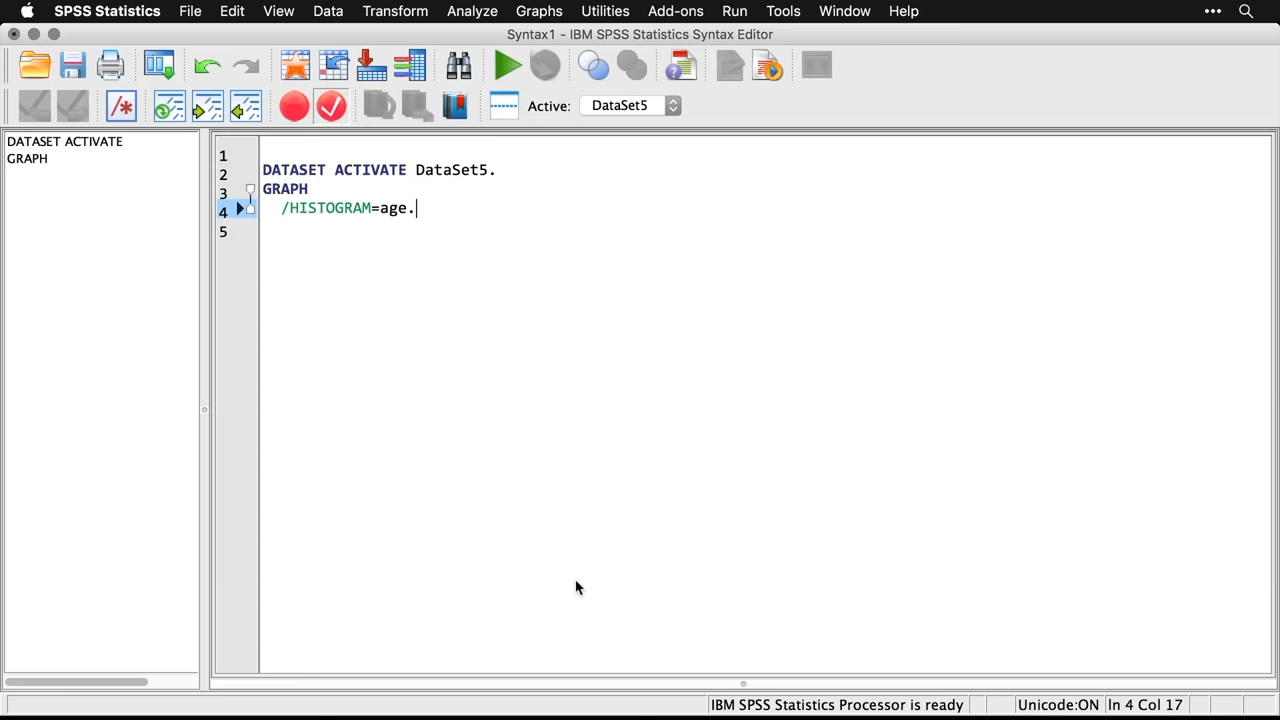 SPSS Statistics File Edit View Data Transform Analyze Graphs Utilities Add-ons Run Tools Window Help
Syntax1 - IBM SPSS Statistics Syntax Editor
Active: DataSet5
DATASET ACTIVATE
GRAPH
1
2 DATASET ACTIVATE DataSet5.
3 GRAPH
4 /HISTOGRAM=age.
5
IBM SPSS Statistics Processor is ready Unicode:ON In 4 Col 17